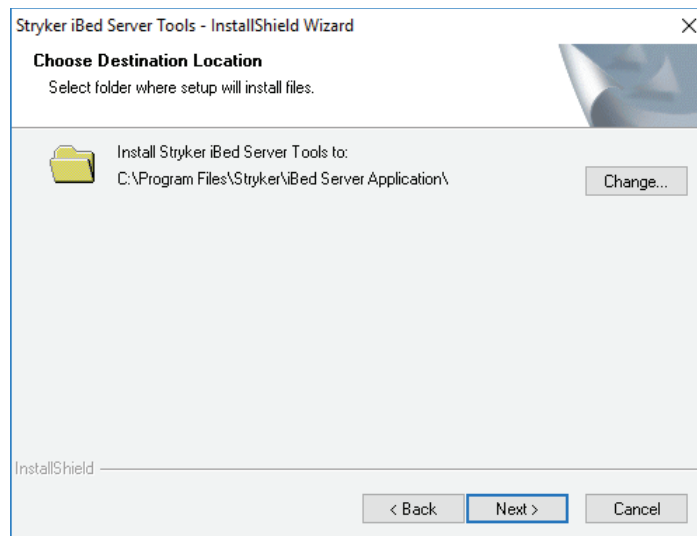 Stryker iBed Server Tools - InstallShield Wizard
Choose Destination Location
Select folder where setup will install files.
Install Stryker iBed Server Tools to:
C:\Program Files\Stryker\iBed Server Application\
Change...
InstallShield
< Back
Next >
Cancel